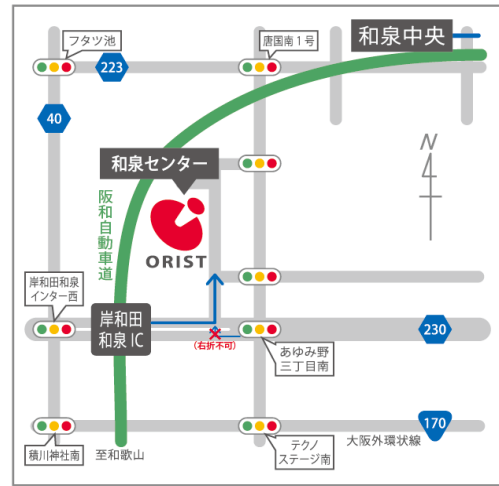 フタツ池
唐国南1号
和泉中央
223
40
N
和泉センター
阪和自動車道
ORIST
岸和田和泉
インター西
岸和田
和泉IC
(右折不可)
あゆみ野
三丁目南
230
170
大阪外環状線
積川神社南
至和歌山
テクノ
ステージ南